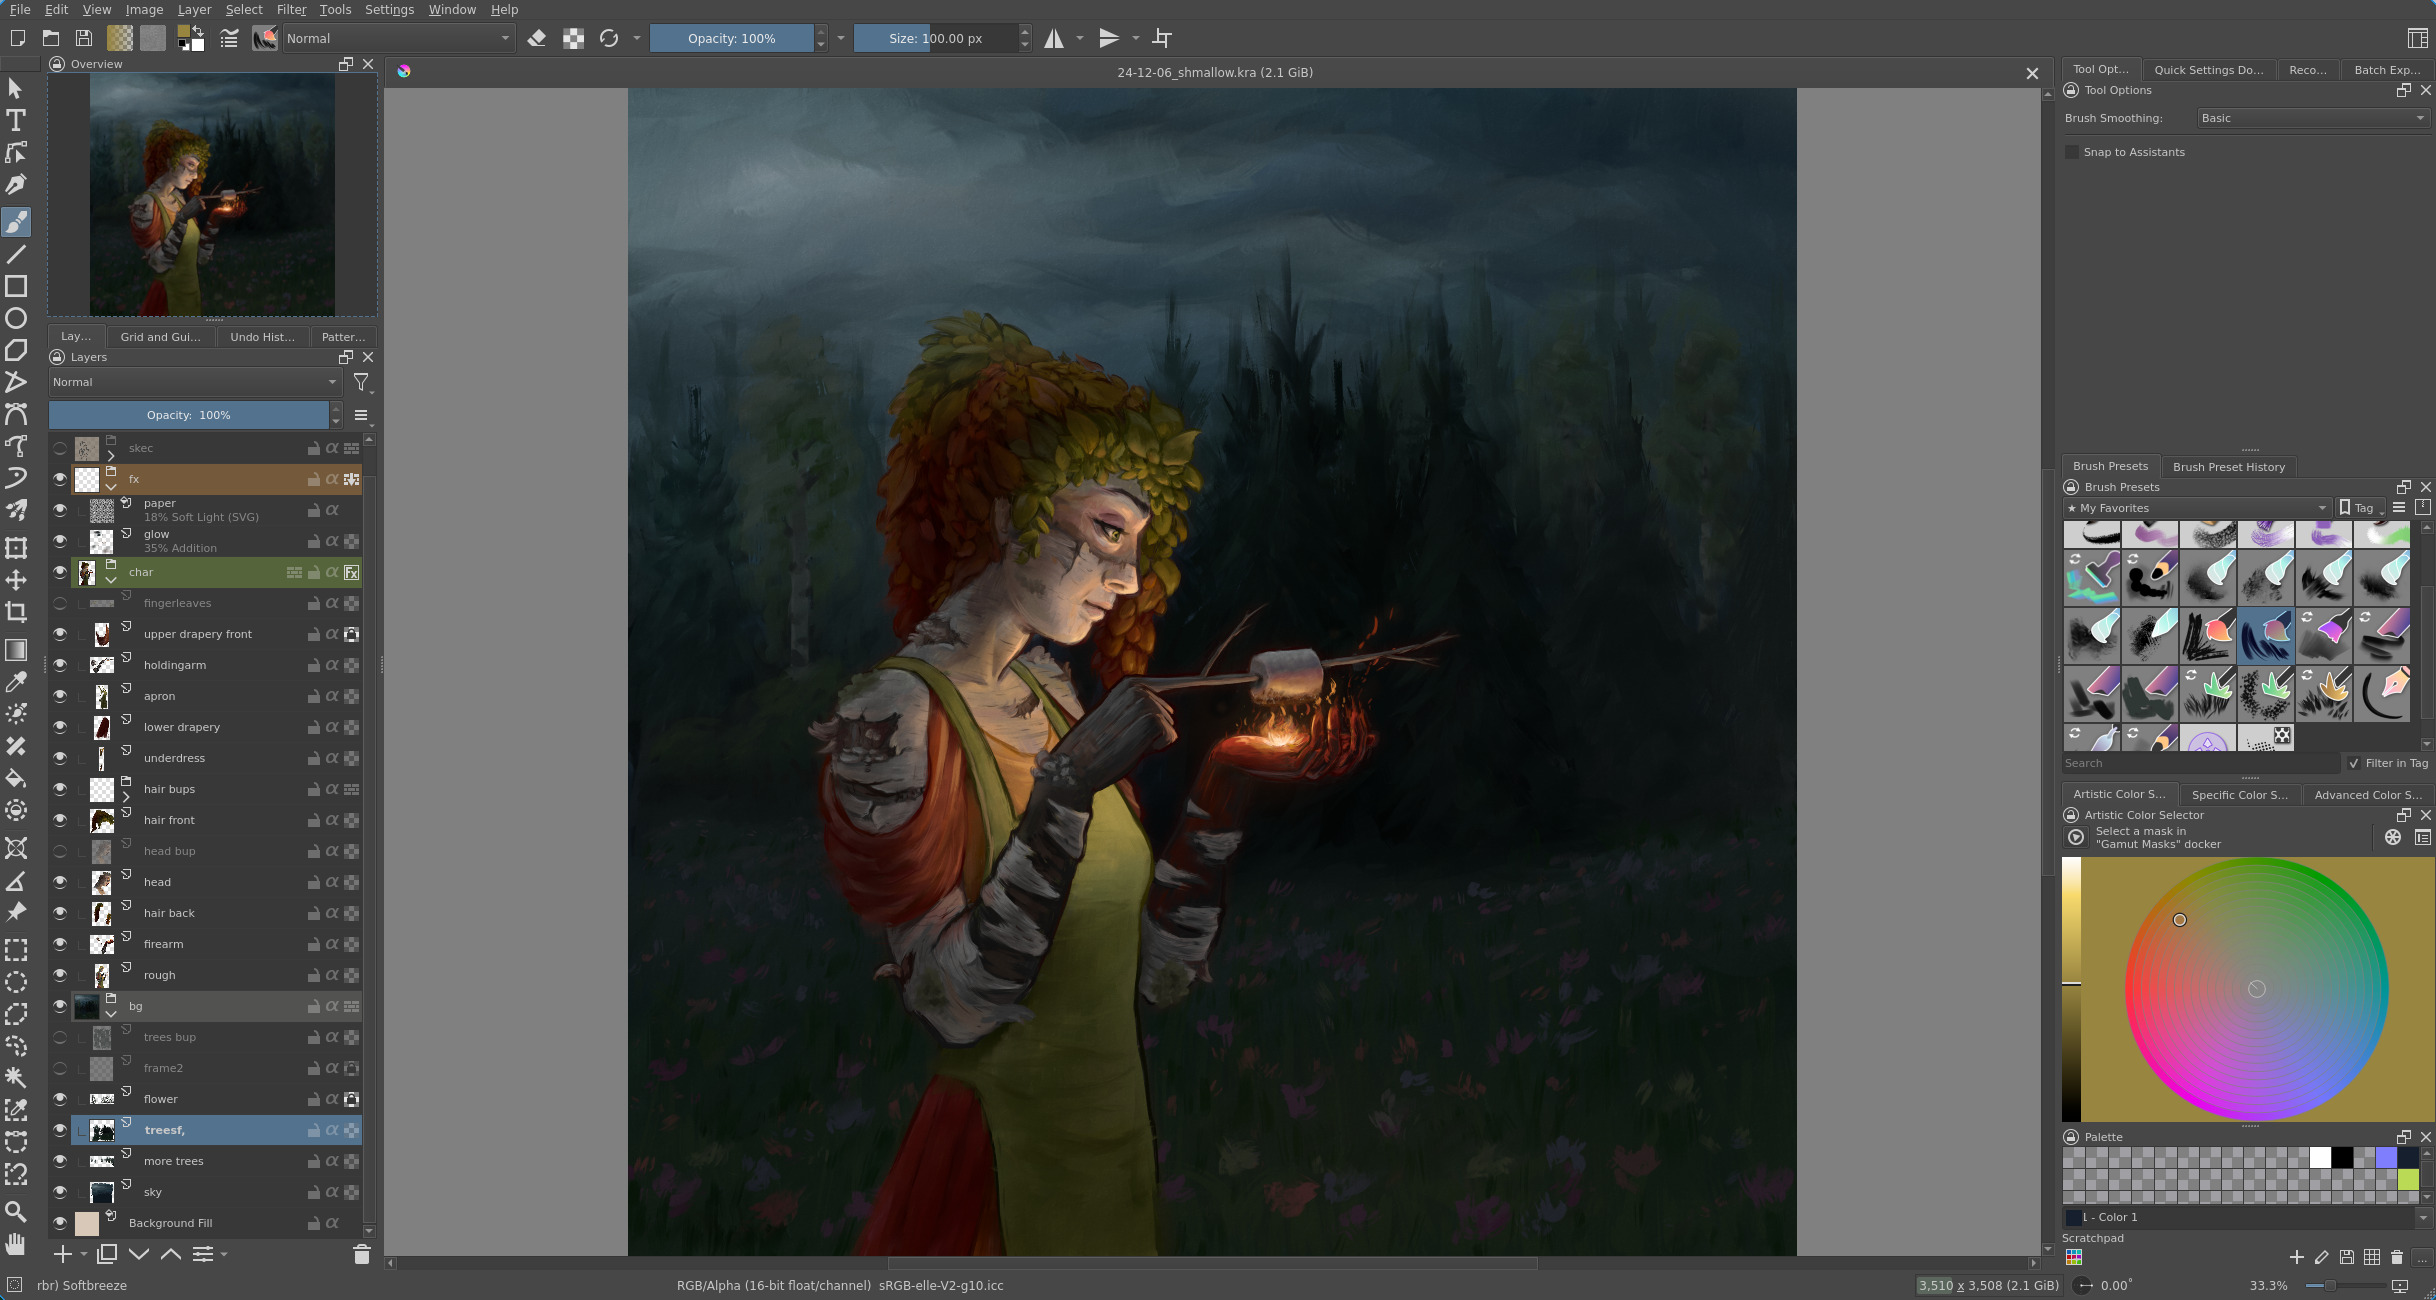 File Edit View Image Layer Select Filter Tools Settings Window Help
Normal
Opacity: 100%
Size: 100.00 px
Overview
24-12-06_shmallow.kra (2.1 GiB)
Tool Opt... Quick Settings Do... Reco... Batch Exp...
Tool Options
Brush Smoothing: Basic
Snap to Assistants
Lay... Grid and Gui... Undo Hist... Patter...
Layers
Normal
Opacity: 100%
skec
fx
paper
18% Soft Light (SVG)
glow
35% Addition
char
fingerleaves
upper drapery front
holdingarm
apron
lower drapery
underdress
hair bups
hair front
head bup
head
hair back
firearm
rough
bg
trees bup
frame2
flower
treesf,
more trees
sky
Background Fill
Brush Presets Brush Preset History
Brush Presets
★ My Favorites Tag
Search Filter in Tag
Artistic Color S... Specific Color S... Advanced Color S...
Artistic Color Selector
Select a mask in
"Gamut Masks" docker
Palette
1 - Color 1
Scratchpad
rbr) Softbreeze
RGB/Alpha (16-bit float/channel) sRGB-elle-V2-g10.icc
3,510 x 3,508 (2.1 GiB)
0.00°
33.3%